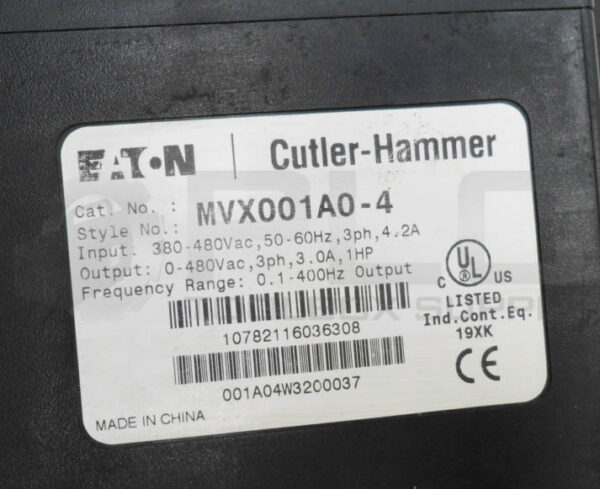 EATON | Cutler-Hammer
Cat. No.: MVX001A0-4
Style No.:
Input: 380-480Vac,50-60Hz,3ph,4.2A
Output: 0-480Vac,3ph,3.0A,1HP
Frequency Range: 0.1-400Hz Output
10782116036308
001A04W3200037
MADE IN CHINA
C UL US
LISTED
Ind.Cont.Eq.
19XK
CE